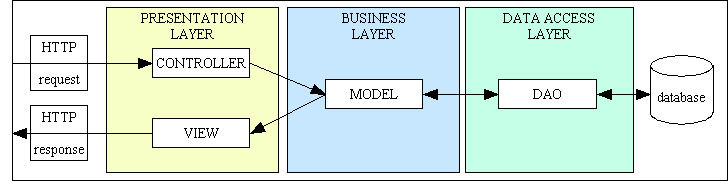 PRESENTATION
LAYER
BUSINESS
LAYER
DATA ACCESS
LAYER
HTTP
request
CONTROLLER
MODEL
DAO
database
HTTP
response
VIEW